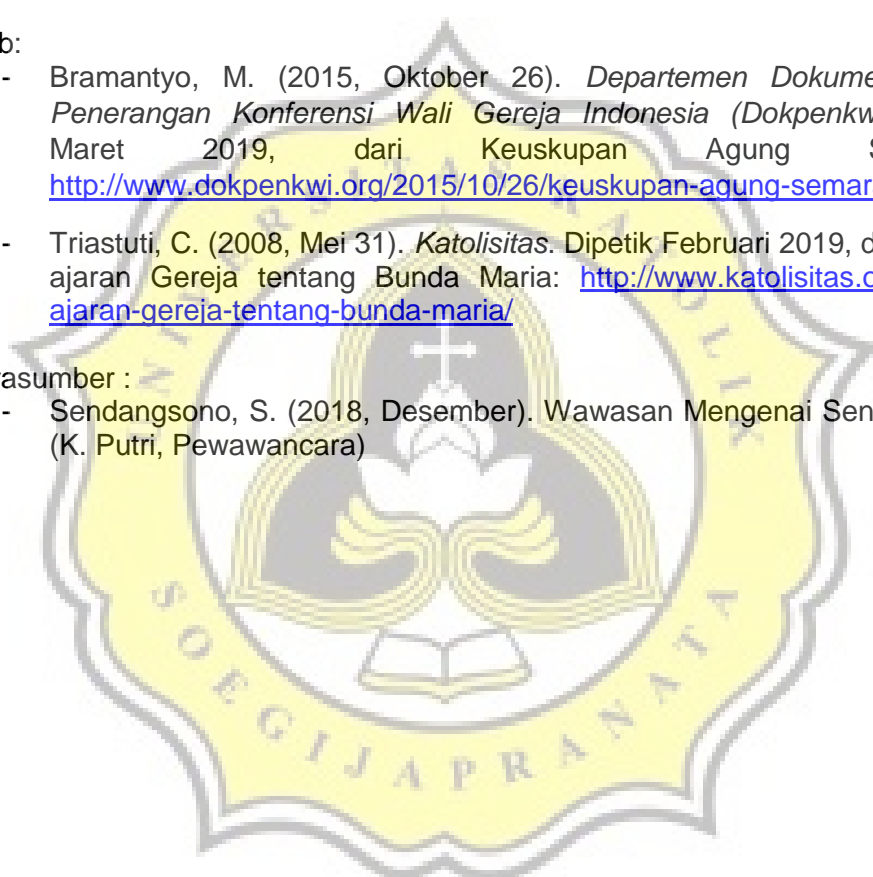 b:
- Bramantyo, M. (2015, Oktober 26). Departemen Dokume
Penerangan Konferensi Wali Gereja Indonesia (Dokpenkw
Maret 2019, dari Keuskupan Agung S
http://www.dokpenkwi.org/2015/10/26/keuskupan-agung-semar
- Triastuti, C. (2008, Mei 31). Katolisitas. Dipetik Februari 2019, d
ajaran Gereja tentang Bunda Maria: http://www.katolisitas.o
ajaran-gereja-tentang-bunda-maria/
rasumber :
- Sendangsono, S. (2018, Desember). Wawasan Mengenai Sen
(K. Putri, Pewawancara)
UNIVERSITAS KATOLIK
SOEGIJAPRANATA